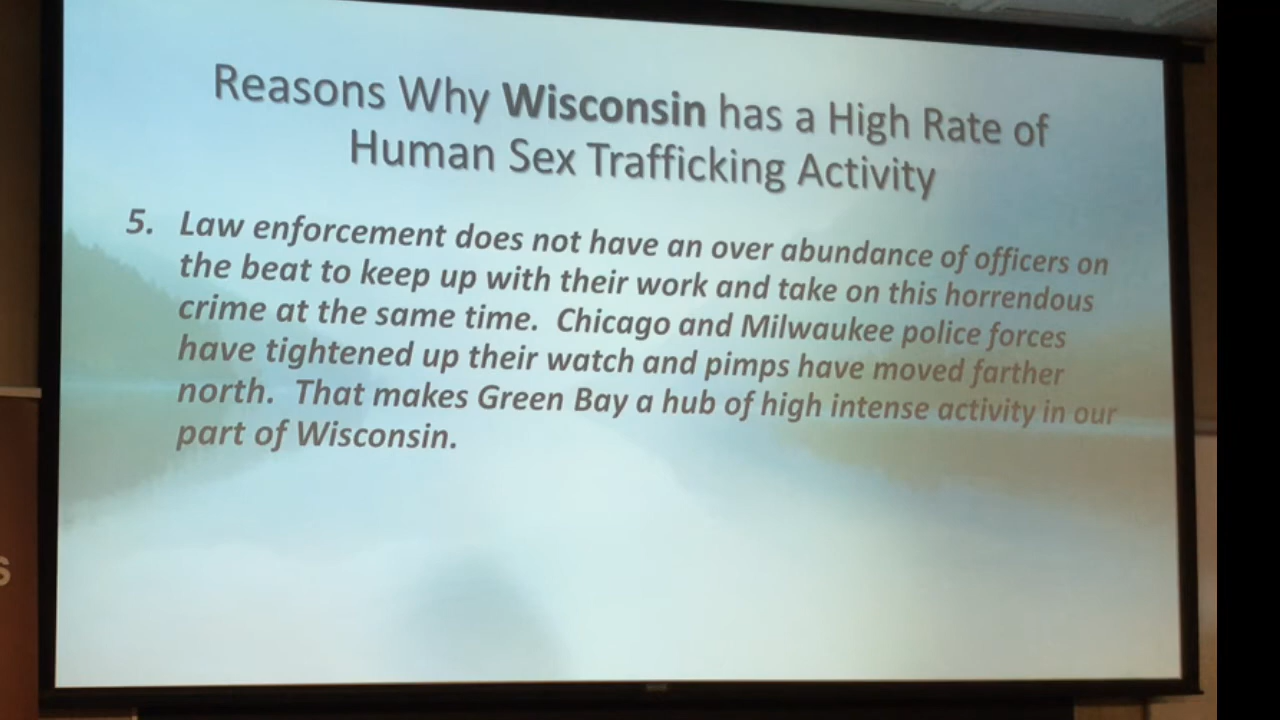 Reasons Why Wisconsin has a High Rate of
Human Sex Trafficking Activity
5. Law enforcement does not have an over abundance of officers on
the beat to keep up with their work and take on this horrendous
crime at the same time. Chicago and Milwaukee police forces
have tightened up their watch and pimps have moved farther
north. That makes Green Bay a hub of high intense activity in our
part of Wisconsin.
s